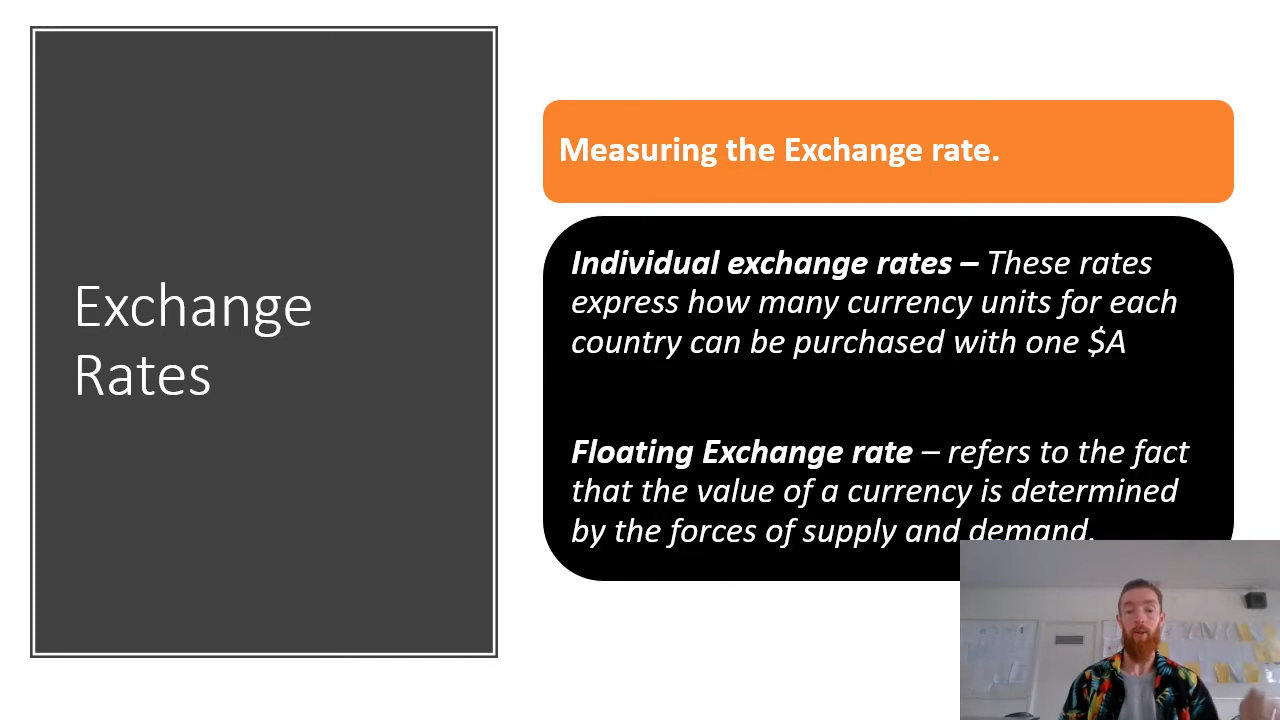 Exchange
Rates
Measuring the Exchange rate.
Individual exchange rates – These rates
express how many currency units for each
country can be purchased with one $A
Floating Exchange rate – refers to the fact
that the value of a currency is determined
by the forces of supply and demand.